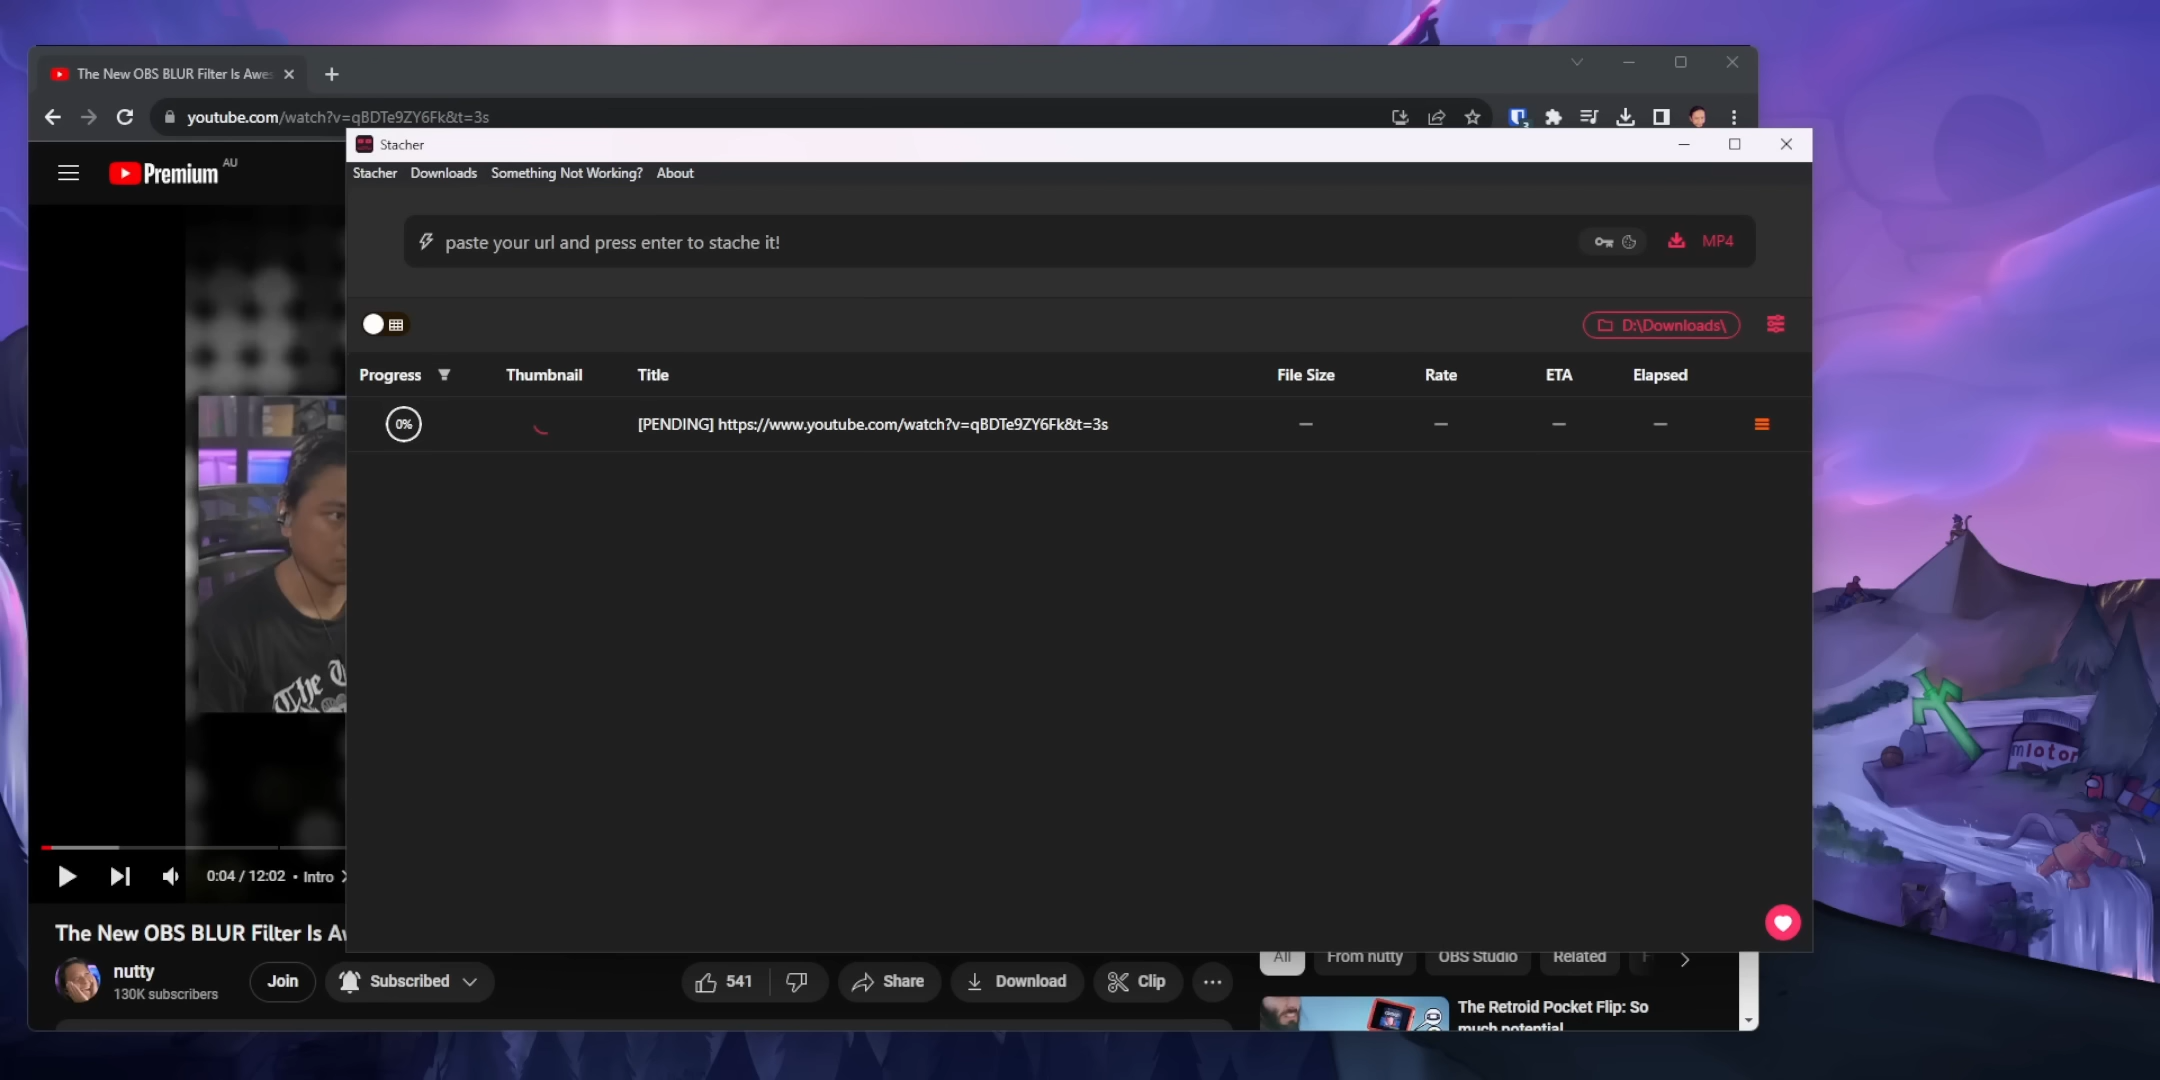 The New OBS BLUR Filter Is Awes
youtube.com/watch?v=qBDTe9ZY6Fk&t=3s
Premium AU
Stacher
Stacher Downloads Something Not Working? About
paste your url and press enter to stache it!
MP4
D:\Downloads\
Progress Thumbnail Title File Size Rate ETA Elapsed
0% [PENDING] https://www.youtube.com/watch?v=qBDTe9ZY6Fk&t=3s — — — —
The
mlotor
0:04 / 12:02 • Intro
The New OBS BLUR Filter Is
nutty
130K subscribers
Join
Subscribed
541
Share
Download
Clip
All From nutty OBS Studio Related
The Retroid Pocket Flip: So
much potential